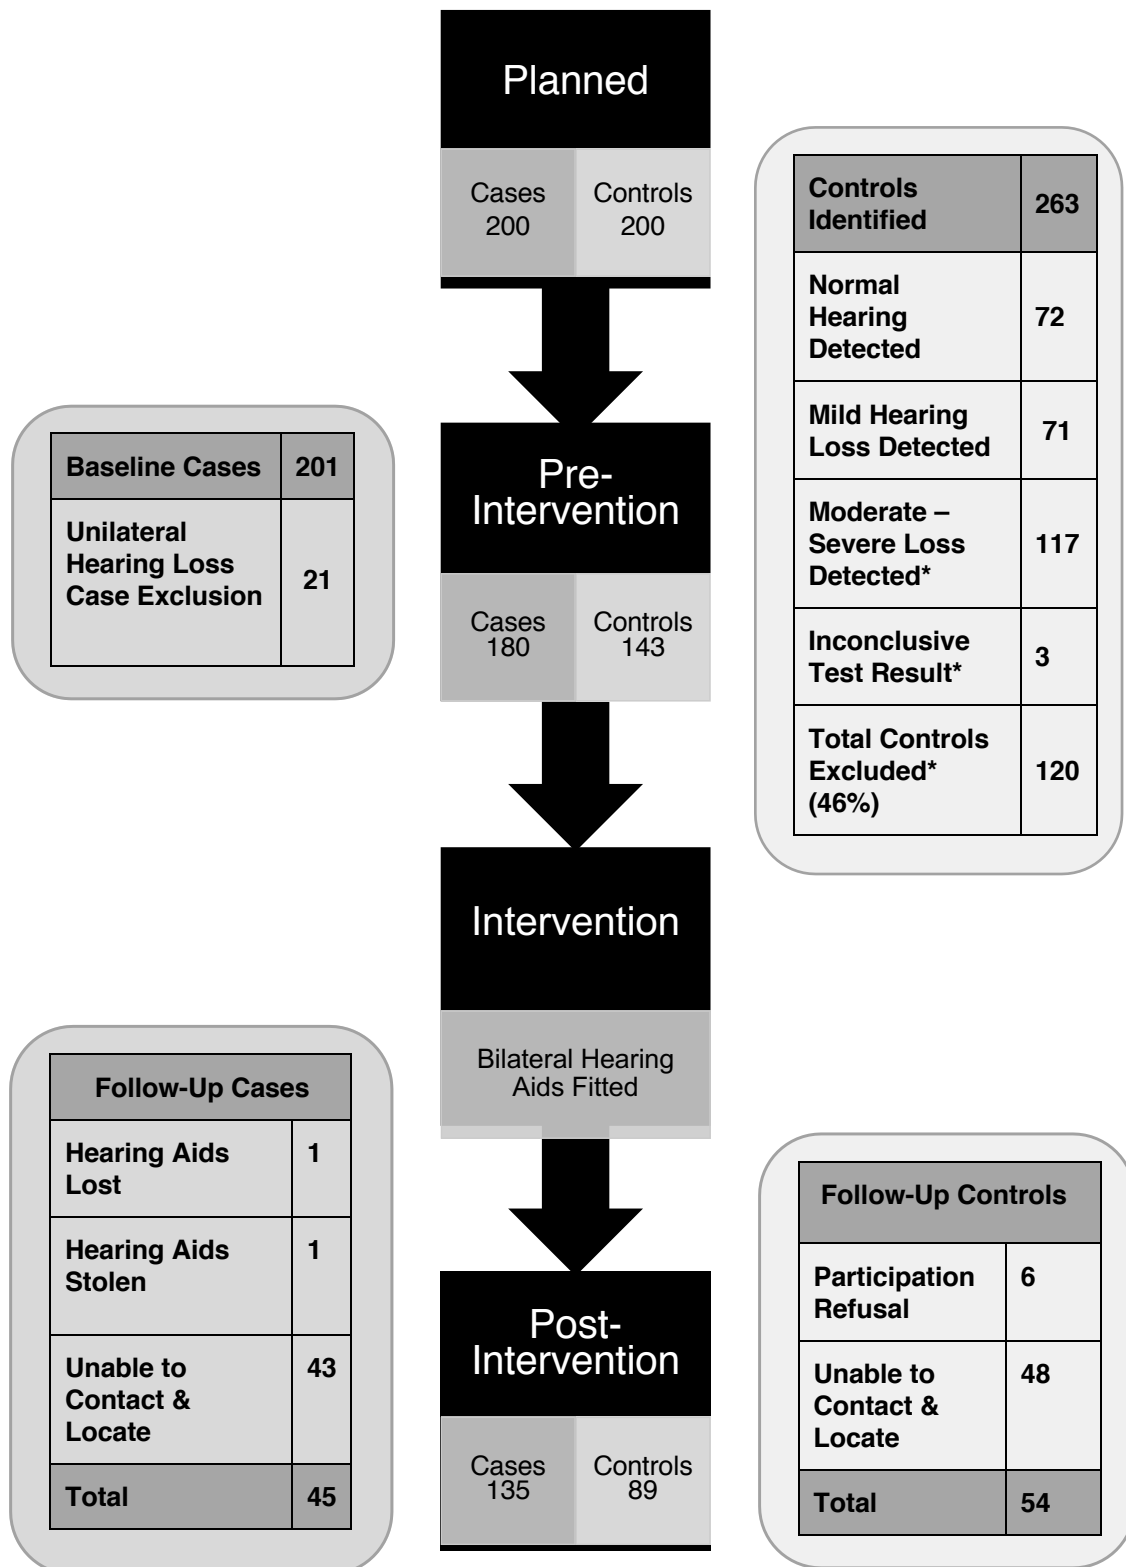 Planned
Cases
200
Controls
200
Controls
Identified
263
Normal
Hearing
Detected
72
Mild Hearing
Loss Detected
71
Moderate –
Severe Loss
Detected*
117
Inconclusive
Test Result*
3
Total Controls
Excluded*
(46%)
120
Baseline Cases
201
Unilateral
Hearing Loss
Case Exclusion
21
Pre-
Intervention
Cases
180
Controls
143
Intervention
Bilateral Hearing
Aids Fitted
Follow-Up Cases
Hearing Aids
Lost
1
Hearing Aids
Stolen
1
Unable to
Contact &
Locate
43
Total
45
Post-
Intervention
Cases
135
Controls
89
Follow-Up Controls
Participation
Refusal
6
Unable to
Contact &
Locate
48
Total
54